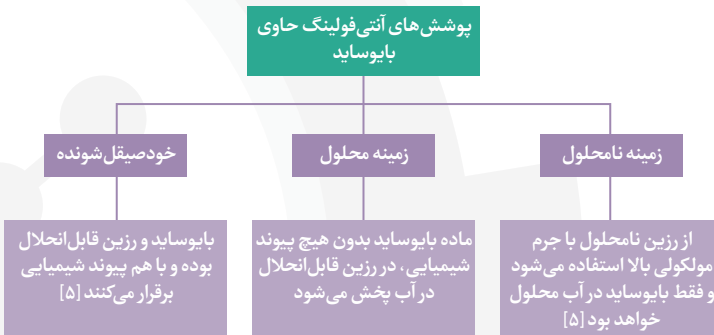 پوشش‌های آنتی‌فولینگ حاوی
بایوساید
زمینه نامحلول
زمینه محلول
خودصیقل‌شونده
از رزین نامحلول با جرم
مولکولی بالا استفاده می‌شود
و فقط بایوساید در آب محلول
خواهد بود [۵]
ماده بایوساید بدون هیچ پیوند
شیمیایی، در رزین قابل‌انحلال
در آب پخش می‌شود
بایوساید و رزین قابل‌انحلال
بوده و با هم پیوند شیمیایی
برقرار می‌کنند [۵]